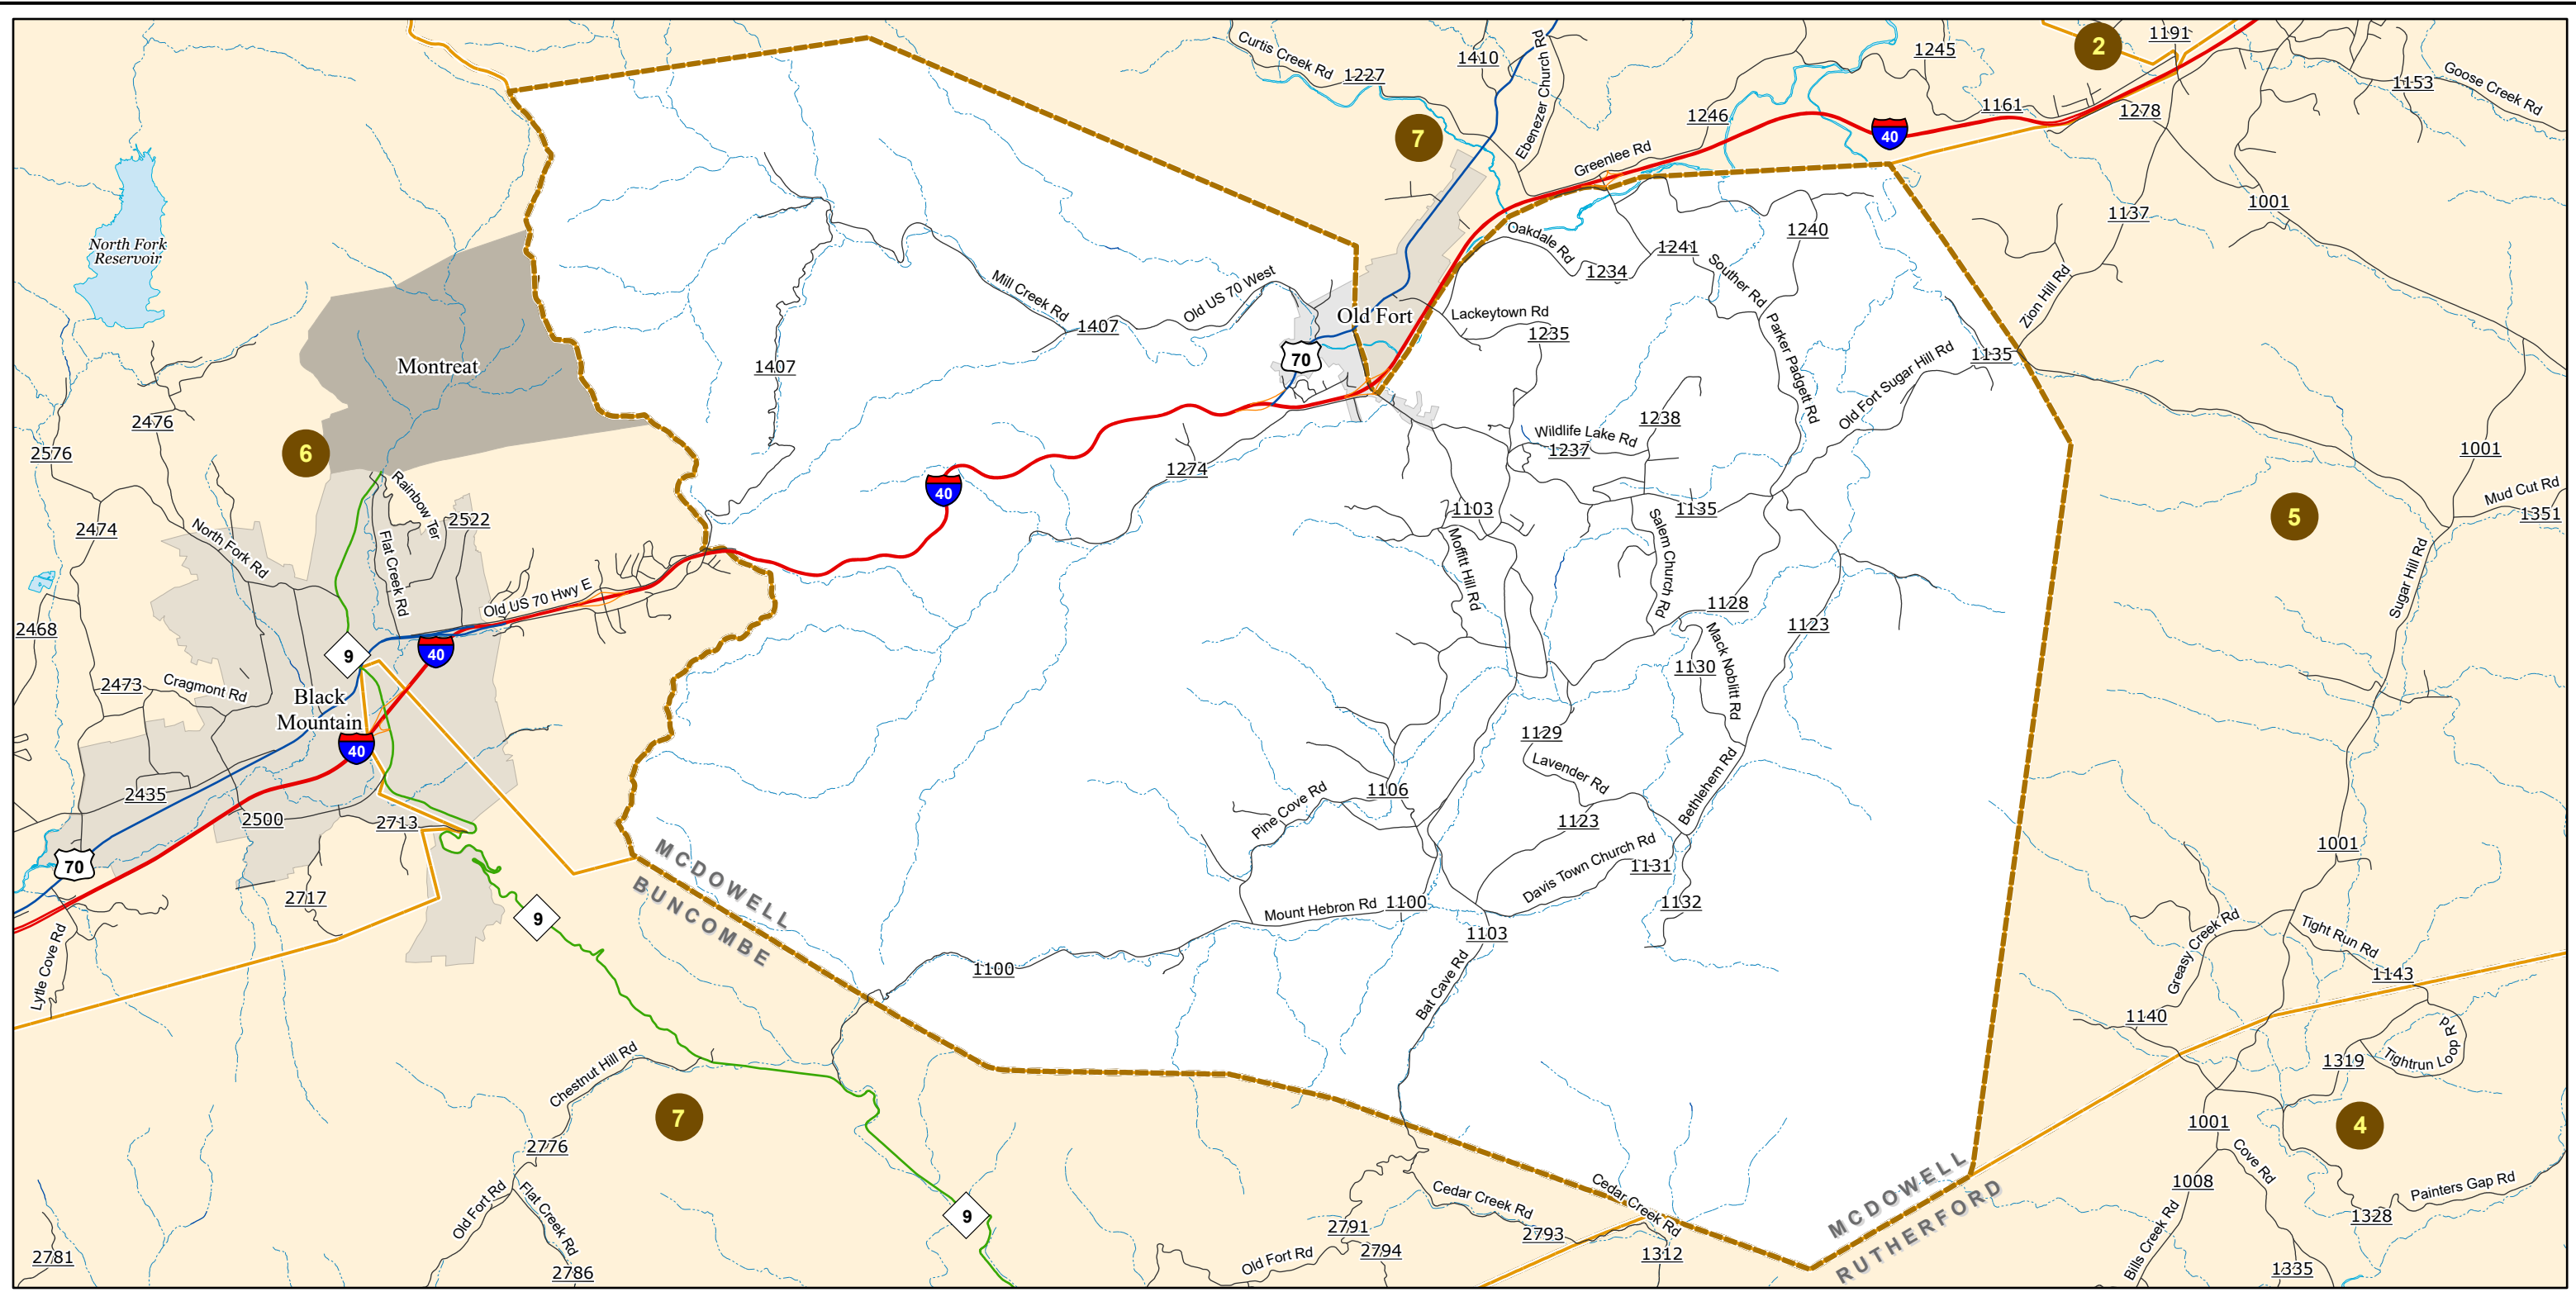 Curtis Creek Rd
1227
1410
Ebenezer Church Rd
7
1245
2
1191
1153
Goose Creek Rd
1161
1278
1246
40
Greenlee Rd
North Fork
Reservoir
1001
1137
Oakdale Rd
1234
1241
1240
Souther Rd
Zion Hill Rd
Mill Creek Rd
Old US 70 West
1407
Old Fort
70
Lackeytown Rd
1235
Parker Padgett Rd
Old Fort Sugar Hill Rd
1135
Montreat
1407
2476
2576
6
1238
Wildlife Lake Rd
1237
1001
Mud Cut Rd
1351
1274
40
Rainbow Ter
2522
2474
North Fork Rd
Flat Creek Rd
1103
1135
5
Moffitt Hill Rd
Salem Church Rd
Sugar Hill Rd
Old US 70 Hwy E
2468
1128
1123
9
40
Mack Noblitt Rd
1130
2473
Cragmont Rd
Black
Mountain
40
1129
Lavender Rd
Bethlehem Rd
2435
2500
2713
1106
Pine Cove Rd
1123
1001
70
MCDOWELL
BUNCOMBE
Davis Town Church Rd
1131
2717
9
Mount Hebron Rd
1100
1132
1103
Greasy Creek Rd
Tight Run Rd
1143
Lytle Cove Rd
1100
Bat Cave Rd
1140
Tightrun Loop Rd
1319
Chestnut Hill Rd
7
4
1001
2776
Cove Rd
1008
Painters Gap Rd
1328
Old Fort Rd
Flat Creek Rd
9
Cedar Creek Rd
Cedar Creek Rd
MCDOWELL
RUTHERFORD
2791
2793
2794
1312
Old Fort Rd
2781
2786
Bills Creek Rd
1335